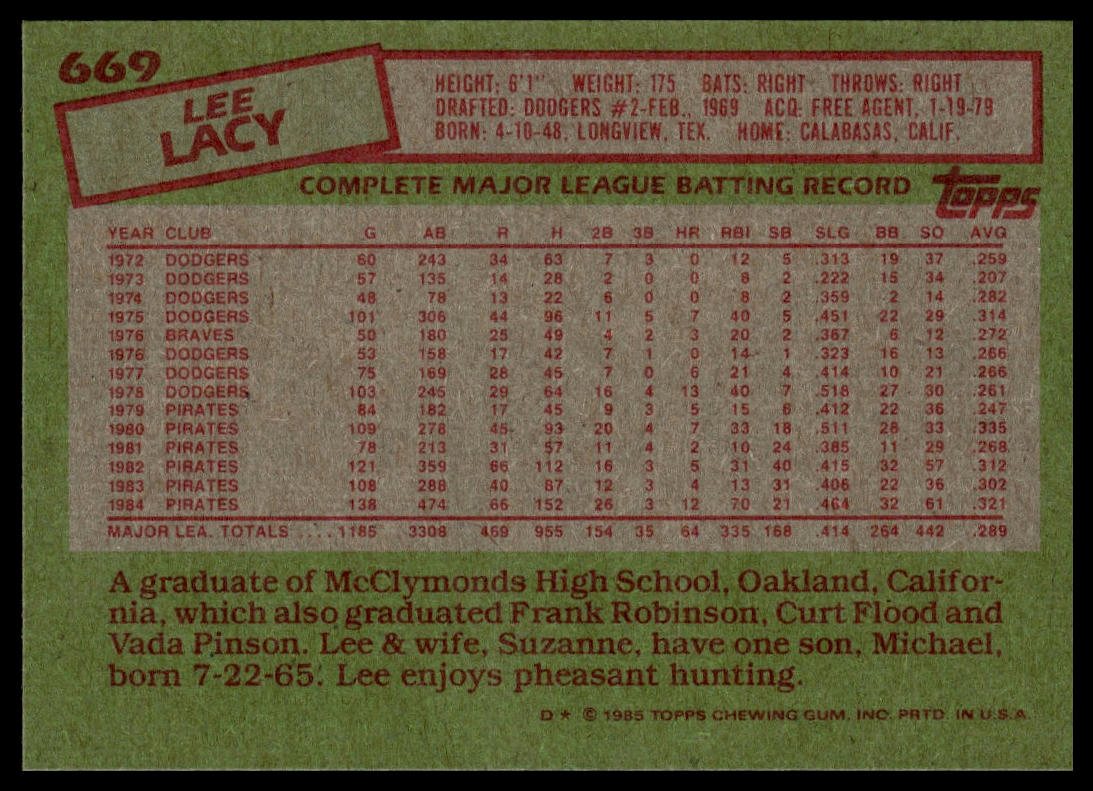 669
LEE
LACY
HEIGHT: 6'1" WEIGHT: 175 BATS: RIGHT THROWS: RIGHT
DRAFTED: DODGERS #2-FEB., 1969 ACQ: FREE AGENT, 1-19-79
BORN: 4-10-48, LONGVIEW, TEX. HOME: CALABASAS, CALIF.
COMPLETE MAJOR LEAGUE BATTING RECORD
Topps
YEAR CLUB G AB R H 2B 3B HR RBI SB SLG BB SO AVG
1972 DODGERS 60 243 34 63 7 3 0 12 5 .313 19 37 .259
1973 DODGERS 57 135 14 28 2 0 0 8 2 .222 15 34 .207
1974 DODGERS 48 78 13 22 6 0 0 8 2 .359 2 14 .282
1975 DODGERS 101 306 44 96 11 5 7 40 5 .451 22 29 .314
1976 BRAVES 50 180 25 49 4 2 3 20 2 .367 6 12 .272
1976 DODGERS 53 158 17 42 7 1 0 14 1 .323 16 13 .266
1977 DODGERS 75 169 28 45 7 0 6 21 4 .414 10 21 .266
1978 DODGERS 103 245 29 64 16 4 13 40 7 .518 27 30 .261
1979 PIRATES 84 182 17 45 9 3 5 15 6 .412 22 36 .247
1980 PIRATES 109 278 45 93 20 4 7 33 18 .511 28 33 .335
1981 PIRATES 78 213 31 57 11 4 2 10 24 .385 11 29 .268
1982 PIRATES 121 359 66 112 16 3 5 31 40 .415 32 57 .312
1983 PIRATES 108 288 40 87 12 3 4 13 31 .406 22 36 .302
1984 PIRATES 138 474 66 152 26 3 12 70 21 .464 32 61 .321
MAJOR LEA. TOTALS .... 1185 3308 469 955 154 35 64 335 168 .414 264 442 .289
A graduate of McClymonds High School, Oakland, Califor-
nia, which also graduated Frank Robinson, Curt Flood and
Vada Pinson. Lee & wife, Suzanne, have one son, Michael,
born 7-22-65. Lee enjoys pheasant hunting.
D ★ © 1985 TOPPS CHEWING GUM, INC. PRTD. IN U.S.A.